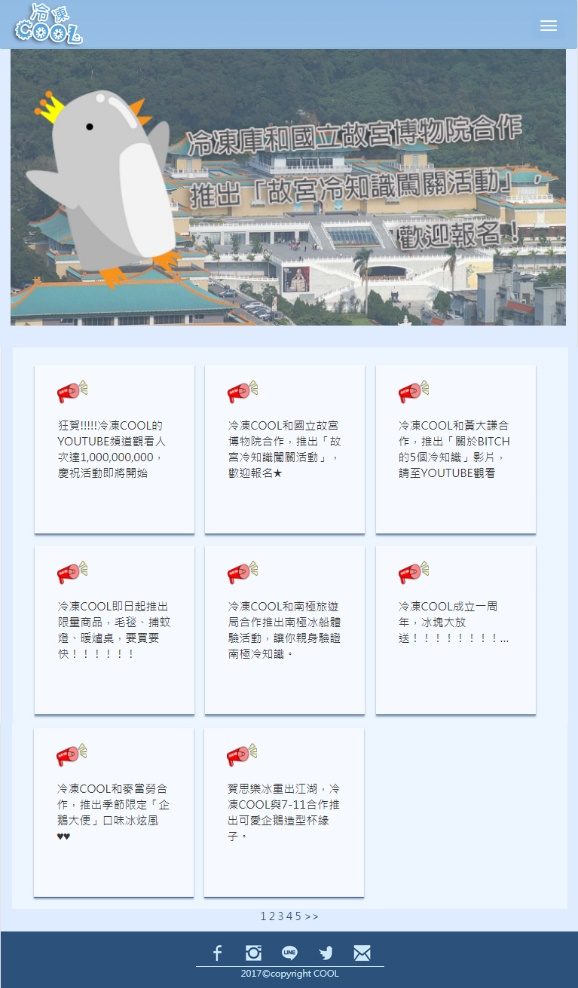 冷凍
COOL
冷凍庫和國立故宮博物院合作
推出「故宮冷知識闖關活動」，
歡迎報名！
狂賀!!!!!冷凍COOL的
YOUTUBE頻道觀看人
次達1,000,000,000，
慶祝活動即將開始
冷凍COOL和國立故宮
博物院合作，推出「故
宮冷知識闖關活動」，
歡迎報名★
冷凍COOL和黃大謙合
作，推出「關於BITCH
的5個冷知識」影片，
請至YOUTUBE觀看
冷凍COOL即日起推出
限量商品，毛毯、捕蚊
燈、暖爐桌，要買要
快！！！！！！
冷凍COOL和南極旅遊
局合作推出南極冰船體
驗活動，讓你親身驗證
南極冷知識。
冷凍COOL成立一周
年，冰塊大放
送！！！！！！！！...
冷凍COOL和麥當勞合
作，推出季節限定「企
鵝大便」口味冰炫風
♥♥
賀思樂冰重出江湖，冷
凍COOL與7-11合作推
出可愛企鵝造型杯緣
子。
1 2 3 4 5 > >
LINE
2017©copyright COOL